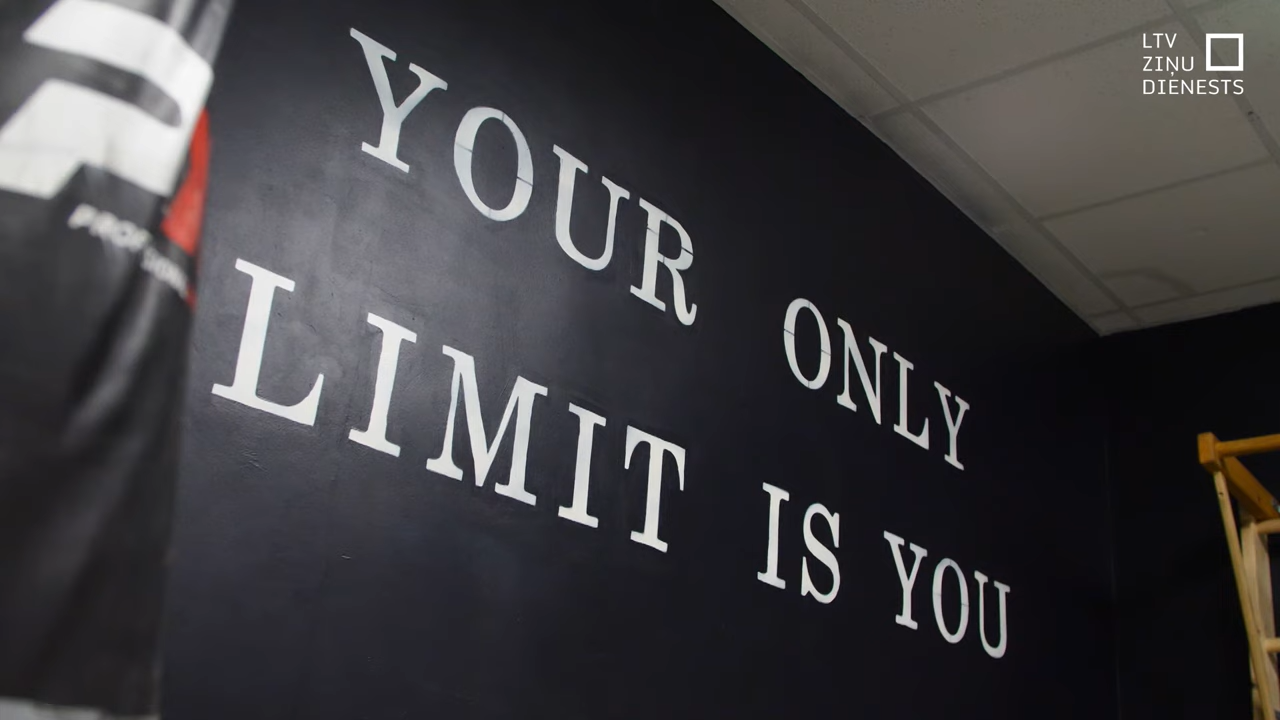 YOUR ONLY
LIMIT IS YOU
LTV
ZIŅU
DIENESTS